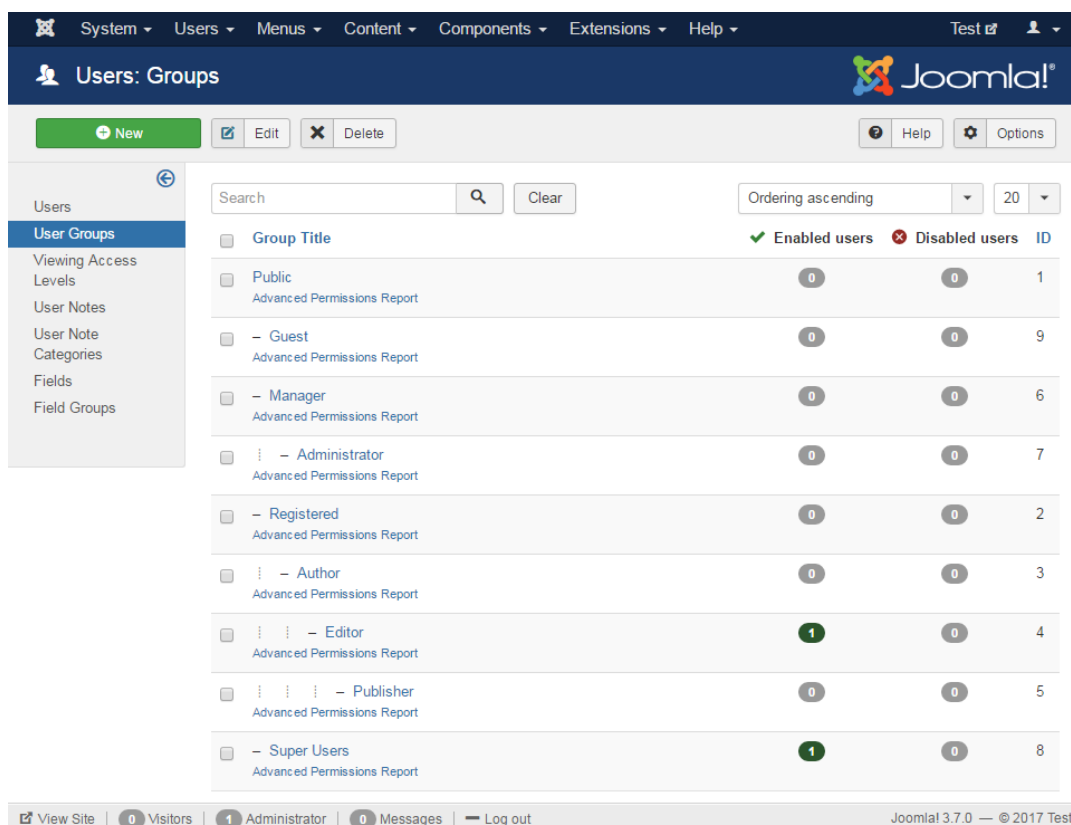 System Users Menus Content Components Extensions Help Test
Users: Groups Joomla!®
New Edit Delete Help Options
Search Clear Ordering ascending 20
Users
User Groups
Viewing Access
Levels
User Notes
User Note
Categories
Fields
Field Groups
Group Title Enabled users Disabled users ID
Public 0 0 1
Advanced Permissions Report
– Guest 0 0 9
Advanced Permissions Report
– Manager 0 0 6
Advanced Permissions Report
– Administrator 0 0 7
Advanced Permissions Report
– Registered 0 0 2
Advanced Permissions Report
– Author 0 0 3
Advanced Permissions Report
– Editor 1 0 4
Advanced Permissions Report
– Publisher 0 0 5
Advanced Permissions Report
– Super Users 1 0 8
Advanced Permissions Report
View Site | 0 Visitors | 1 Administrator | 0 Messages | Log out Joomla! 3.7.0 — © 2017 Test